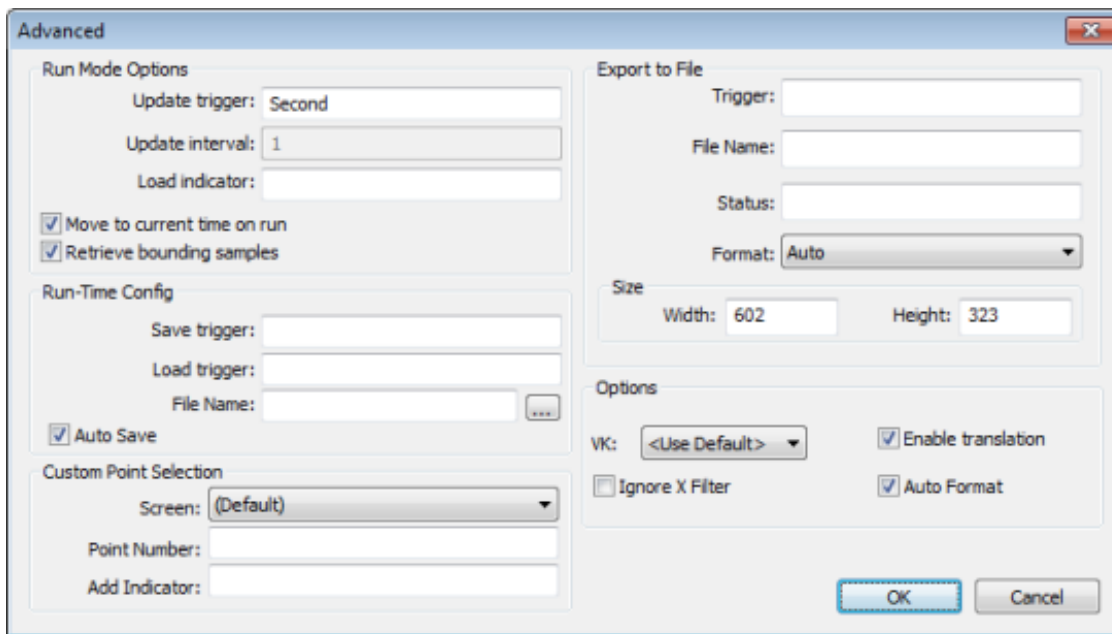 Advanced
Run Mode Options
Update trigger: Second
Update interval: 1
Load indicator:
Move to current time on run
Retrieve bounding samples
Run-Time Config
Save trigger:
Load trigger:
File Name:
...
Auto Save
Custom Point Selection
Screen: (Default)
Point Number:
Add Indicator:
Export to File
Trigger:
File Name:
Status:
Format: Auto
Size
Width: 602 Height: 323
Options
VK: <Use Default> Enable translation
Ignore X Filter Auto Format
OK Cancel